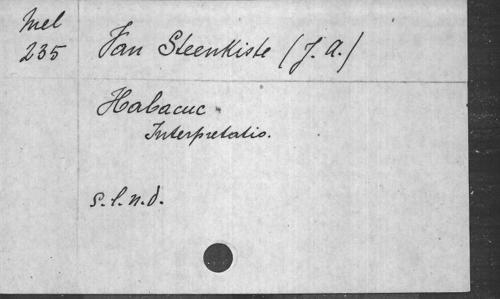 Mel
235
Van Steenkiste (J. A.)
Habacuc
Interpretatio.
s. l. n. d.